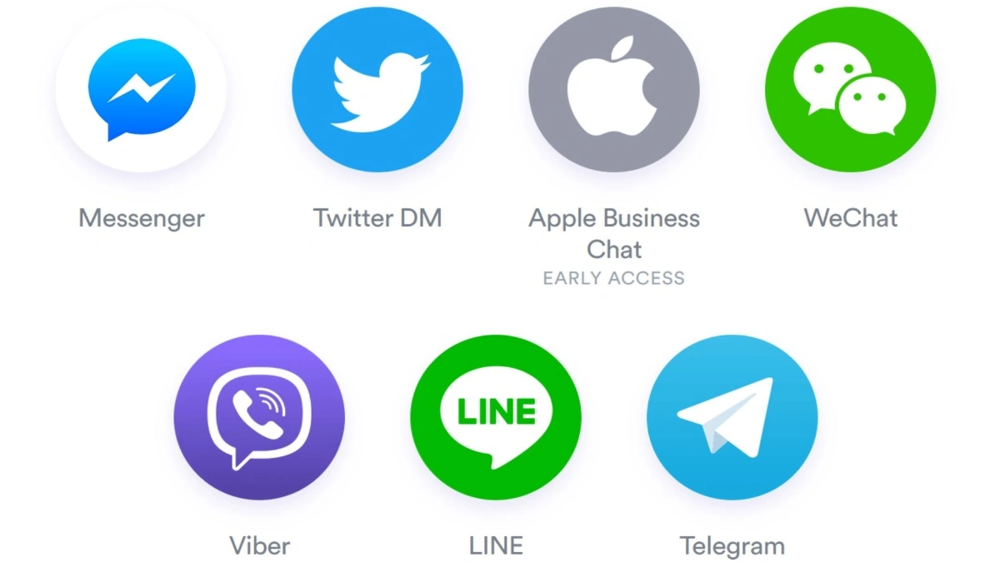 Messenger
Twitter DM
Apple Business
Chat
EARLY ACCESS
WeChat
LINE
Viber
LINE
Telegram